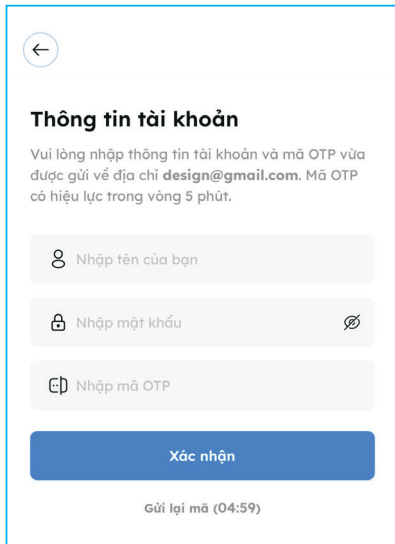 Thông tin tài khoản
Vui lòng nhập thông tin tài khoản và mã OTP vừa
được gửi về địa chỉ design@gmail.com. Mã OTP
có hiệu lực trong vòng 5 phút.
Nhập tên của bạn
Nhập mật khẩu
Nhập mã OTP
Xác nhận
Gửi lại mã (04:59)